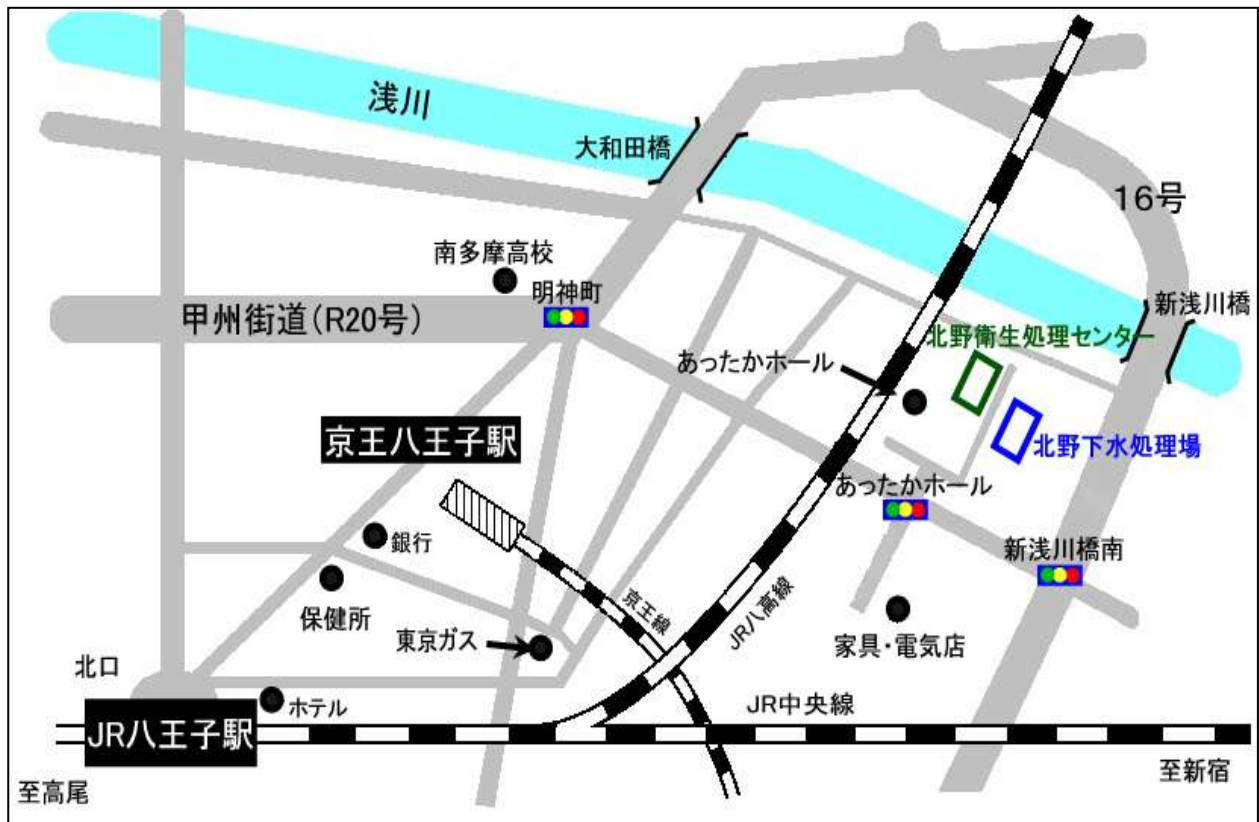 浅川
大和田橋
16号
南多摩高校
明神町
新浅川橋
甲州街道(R20号)
北野衛生処理センター
あったかホール
京王八王子駅
北野下水処理場
あったかホール
銀行
新浅川橋南
保健所
京王線
JR八高線
東京ガス
家具・電気店
北口
ホテル
JR中央線
JR八王子駅
至新宿
至高尾